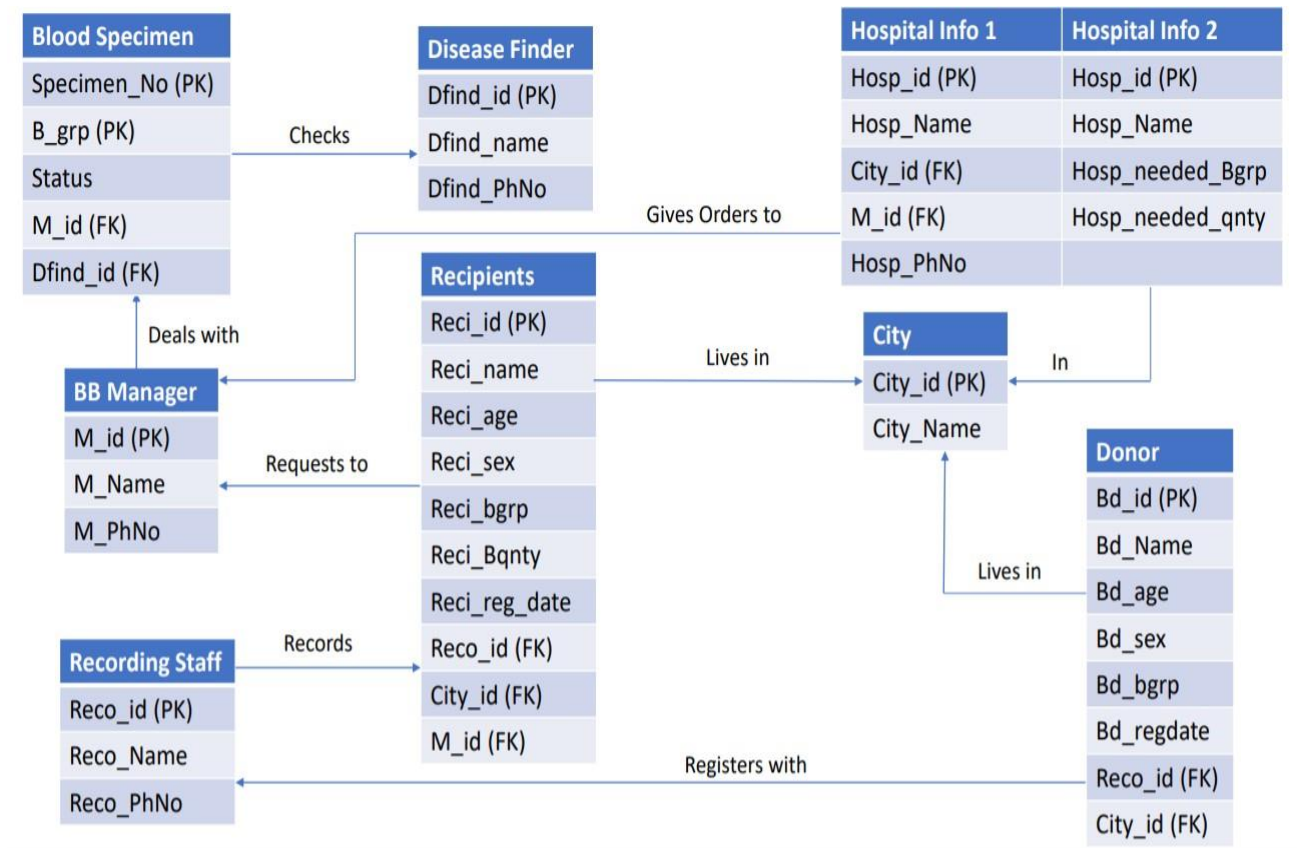 Blood Specimen
Specimen_No (PK)
B_grp (PK)
Status
M_id (FK)
Dfind_id (FK)
Checks
Disease Finder
Dfind_id (PK)
Dfind_name
Dfind_PhNo
Hospital Info 1 Hospital Info 2
Hosp_id (PK) Hosp_id (PK)
Hosp_Name Hosp_Name
City_id (FK) Hosp_needed_Bgrp
M_id (FK) Hosp_needed_qnty
Hosp_PhNo
Gives Orders to
Deals with
BB Manager
M_id (PK)
M_Name
M_PhNo
Requests to
Recipients
Reci_id (PK)
Reci_name
Reci_age
Reci_sex
Reci_bgrp
Reci_Bqnty
Reci_reg_date
Reco_id (FK)
City_id (FK)
M_id (FK)
Lives in
City
City_id (PK)
City_Name
In
Lives in
Donor
Bd_id (PK)
Bd_Name
Bd_age
Bd_sex
Bd_bgrp
Bd_regdate
Reco_id (FK)
City_id (FK)
Records
Recording Staff
Reco_id (PK)
Reco_Name
Reco_PhNo
Registers with